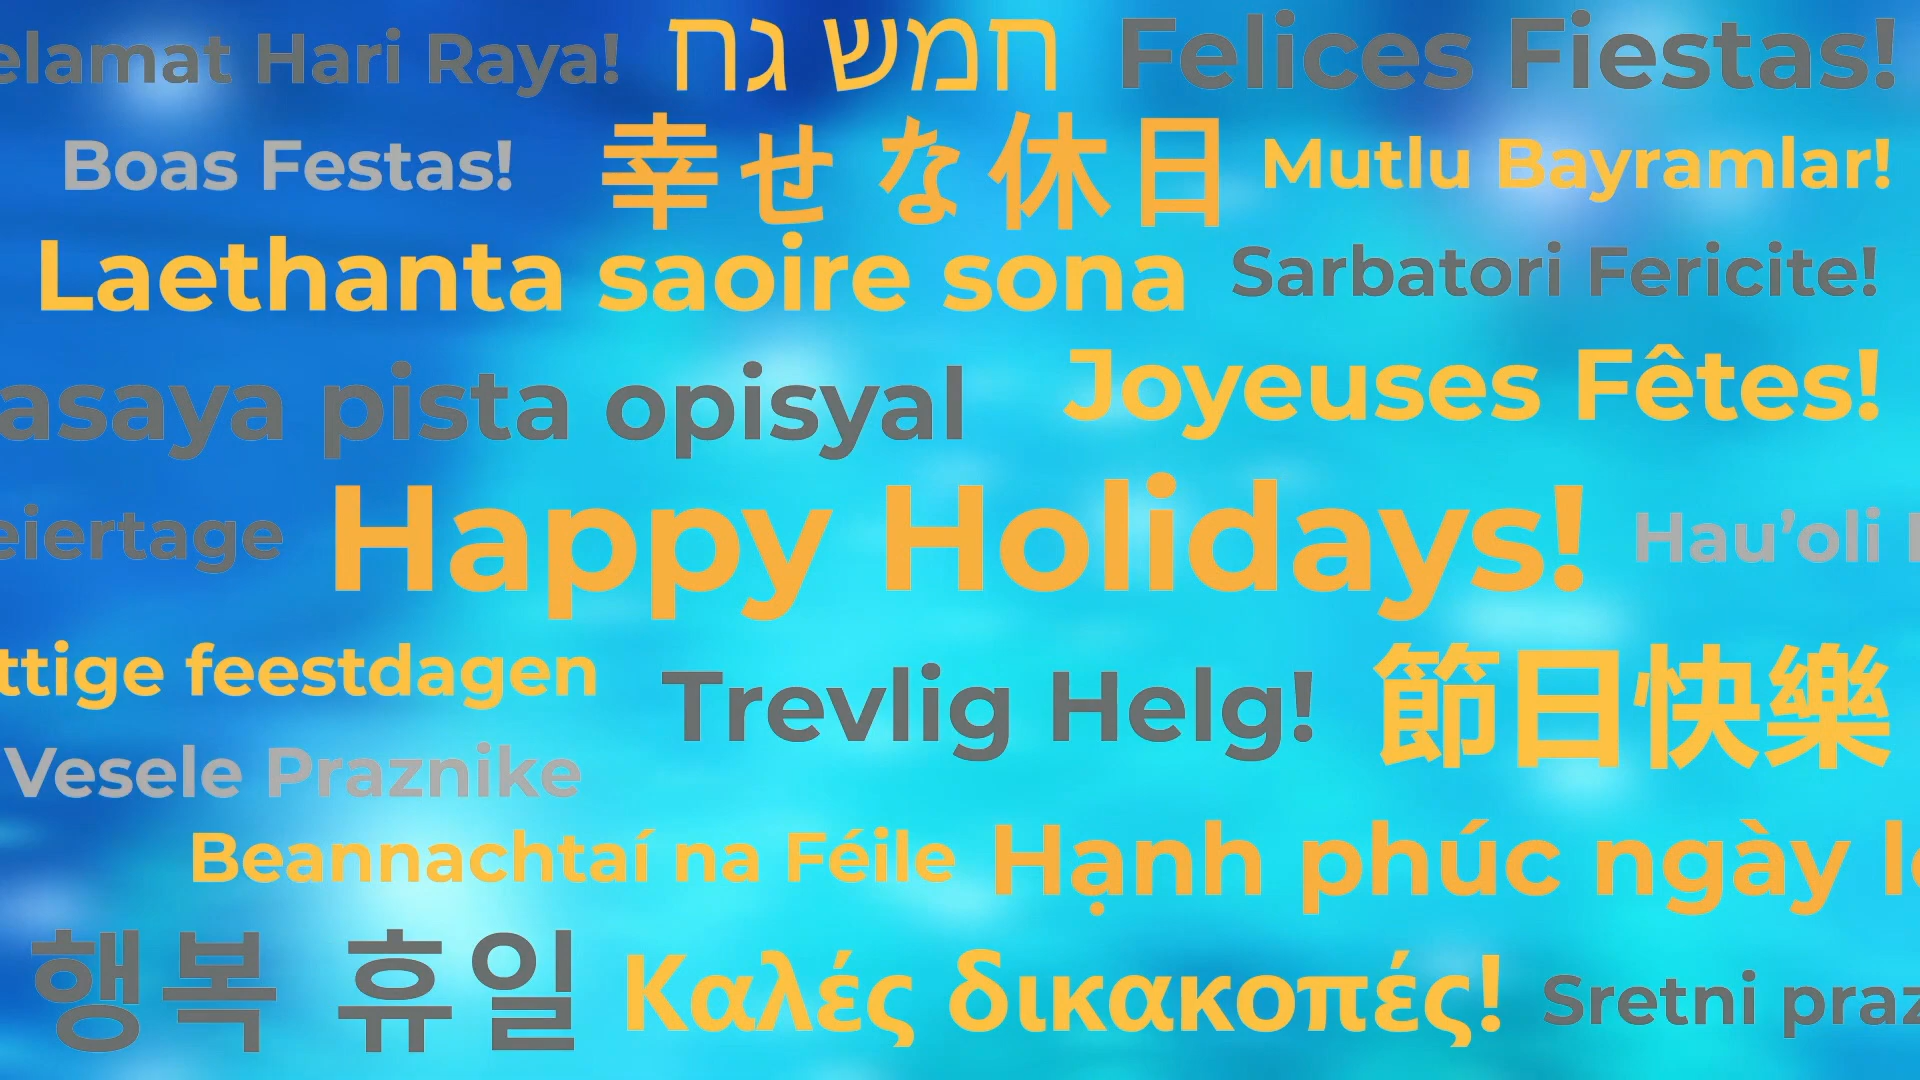 elamat Hari Raya! חמש גח Felices Fiestas!
Boas Festas! 幸せな休日 Mutlu Bayramlar!
Laethanta saoire sona Sarbatori Fericite!
asaya pista opisyal Joyeuses Fêtes!
eiertage Happy Holidays! Hau’oli
ttige feestdagen Trevlig Helg! 節日快樂
Vesele Praznike
Beannachtaí na Féile Hạnh phúc ngày
행복 휴일 Καλές δικακοπές! Sretni praz